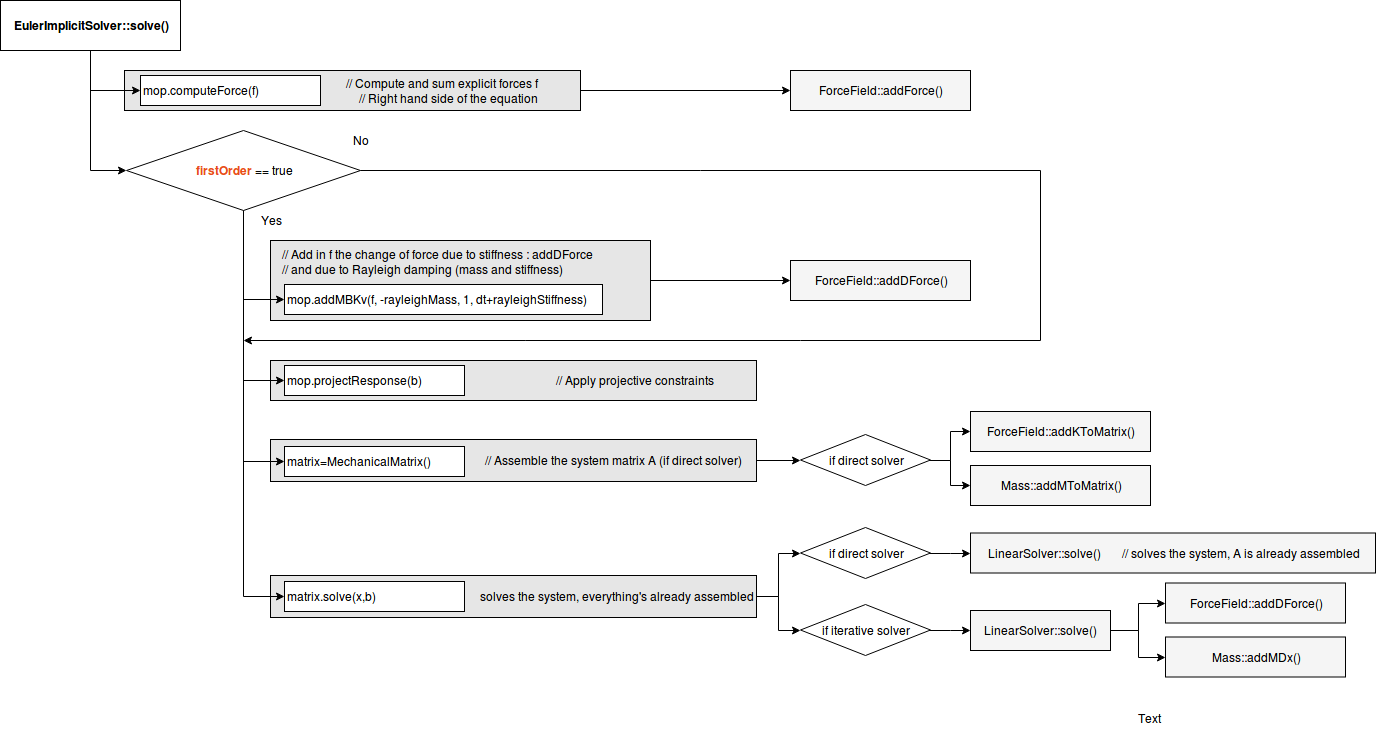 EulerImplicitSolver::solve()
mop.computeForce(f)
// Compute and sum explicit forces f
// Right hand side of the equation
ForceField::addForce()
No
firstOrder == true
Yes
// Add in f the change of force due to stiffness : addDForce
// and due to Rayleigh damping (mass and stiffness)
mop.addMBKv(f, -rayleighMass, 1, dt+rayleighStiffness)
ForceField::addDForce()
mop.projectResponse(b)
// Apply projective constraints
matrix=MechanicalMatrix()
// Assemble the system matrix A (if direct solver)
if direct solver
ForceField::addKToMatrix()
Mass::addMToMatrix()
matrix.solve(x,b)
solves the system, everything's already assembled
if direct solver
LinearSolver::solve()
// solves the system, A is already assembled
if iterative solver
LinearSolver::solve()
ForceField::addDForce()
Mass::addMDx()
Text